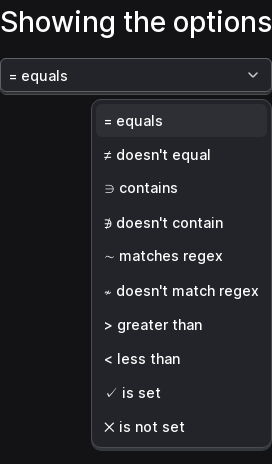 Showing the options
= equals
= equals
≠ doesn't equal
∋ contains
∌ doesn't contain
~ matches regex
≁ doesn't match regex
> greater than
< less than
✓ is set
✕ is not set